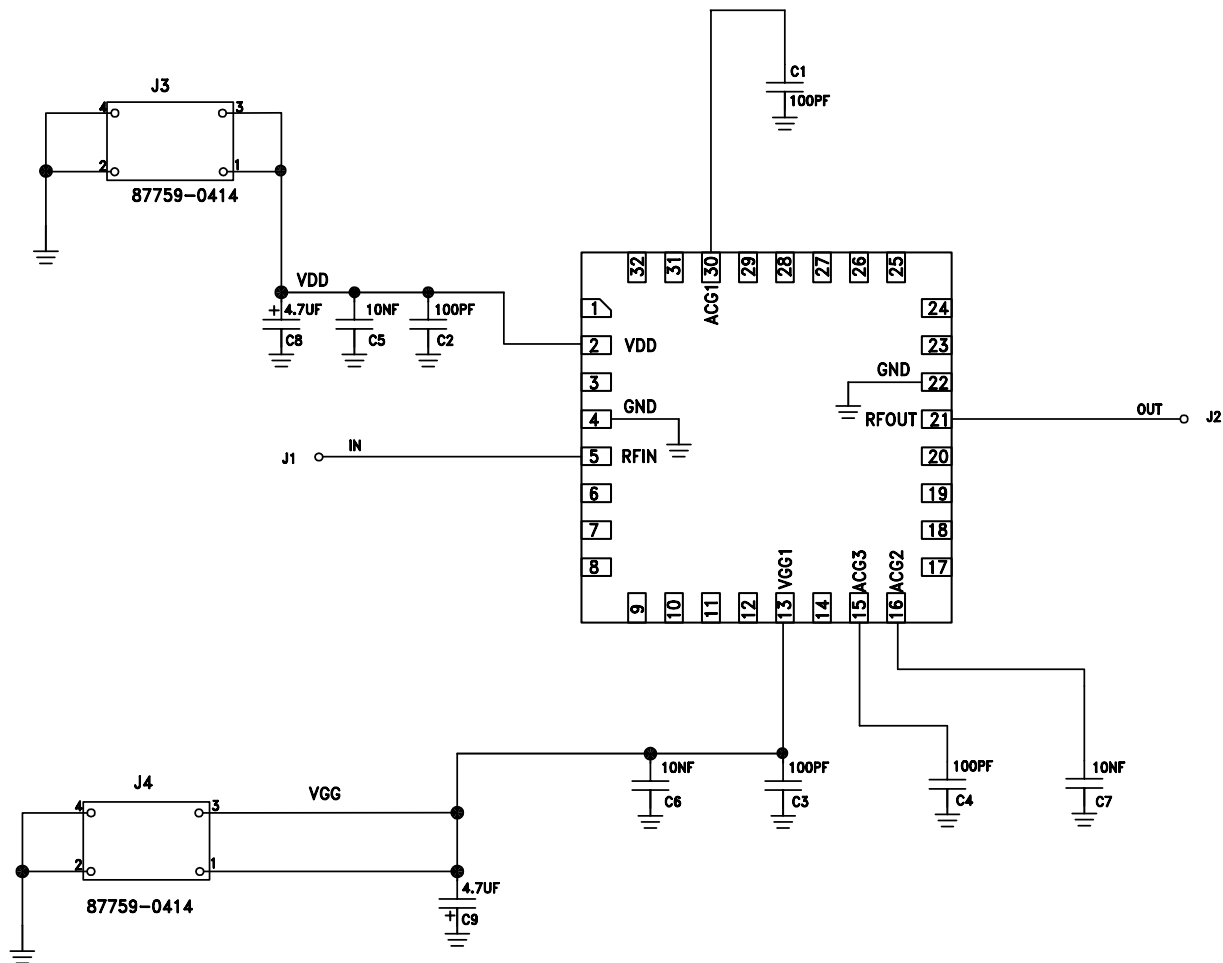 C1
100PF
J3
4
3
2
1
87759-0414
VDD
+
4.7UF
C8
10NF
C5
100PF
C2
32
31
30
29
28
27
26
25
ACG1
1
2
VDD
3
4
GND
5
RFIN
6
7
8
24
23
GND
22
RFOUT
21
20
19
18
17
J1
IN
OUT
J2
VGG1
ACG3
ACG2
9
10
11
12
13
14
15
16
10NF
C6
100PF
C3
100PF
C4
10NF
C7
J4
4
3
VGG
2
1
87759-0414
4.7UF
+
C9